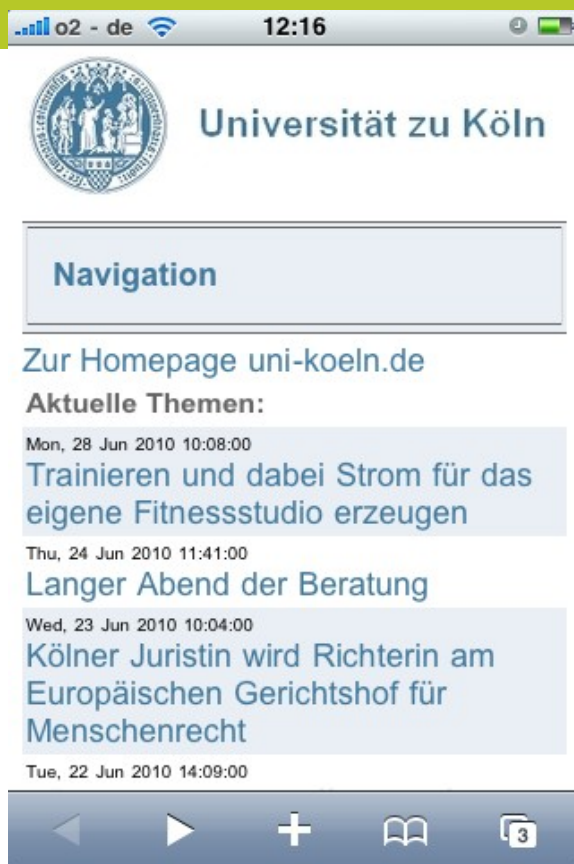 o2 - de 12:16
Universität zu Köln
Navigation
Zur Homepage uni-koeln.de
Aktuelle Themen:
Mon, 28 Jun 2010 10:08:00
Trainieren und dabei Strom für das
eigene Fitnessstudio erzeugen
Thu, 24 Jun 2010 11:41:00
Langer Abend der Beratung
Wed, 23 Jun 2010 10:04:00
Kölner Juristin wird Richterin am
Europäischen Gerichtshof für
Menschenrecht
Tue, 22 Jun 2010 14:09:00
3